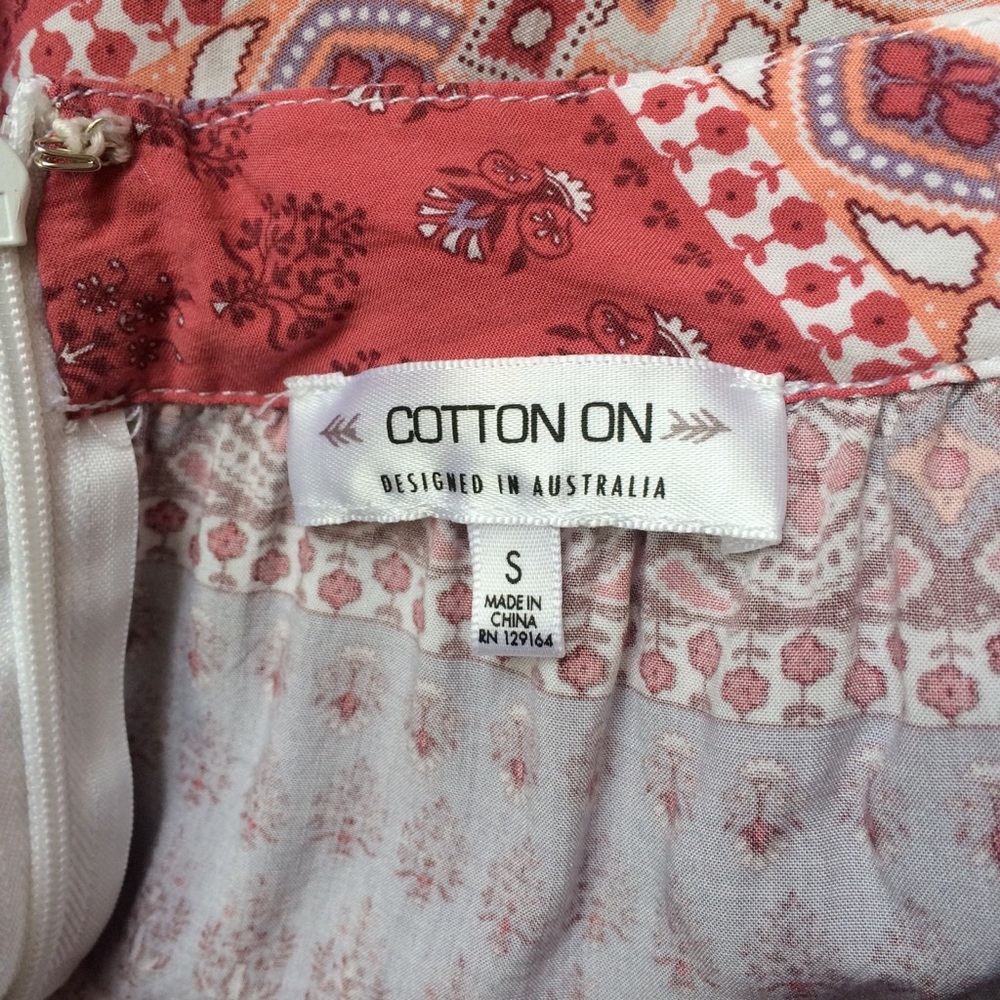 COTTON ON
DESIGNED IN AUSTRALIA
S
MADE IN
CHINA
RN 129164